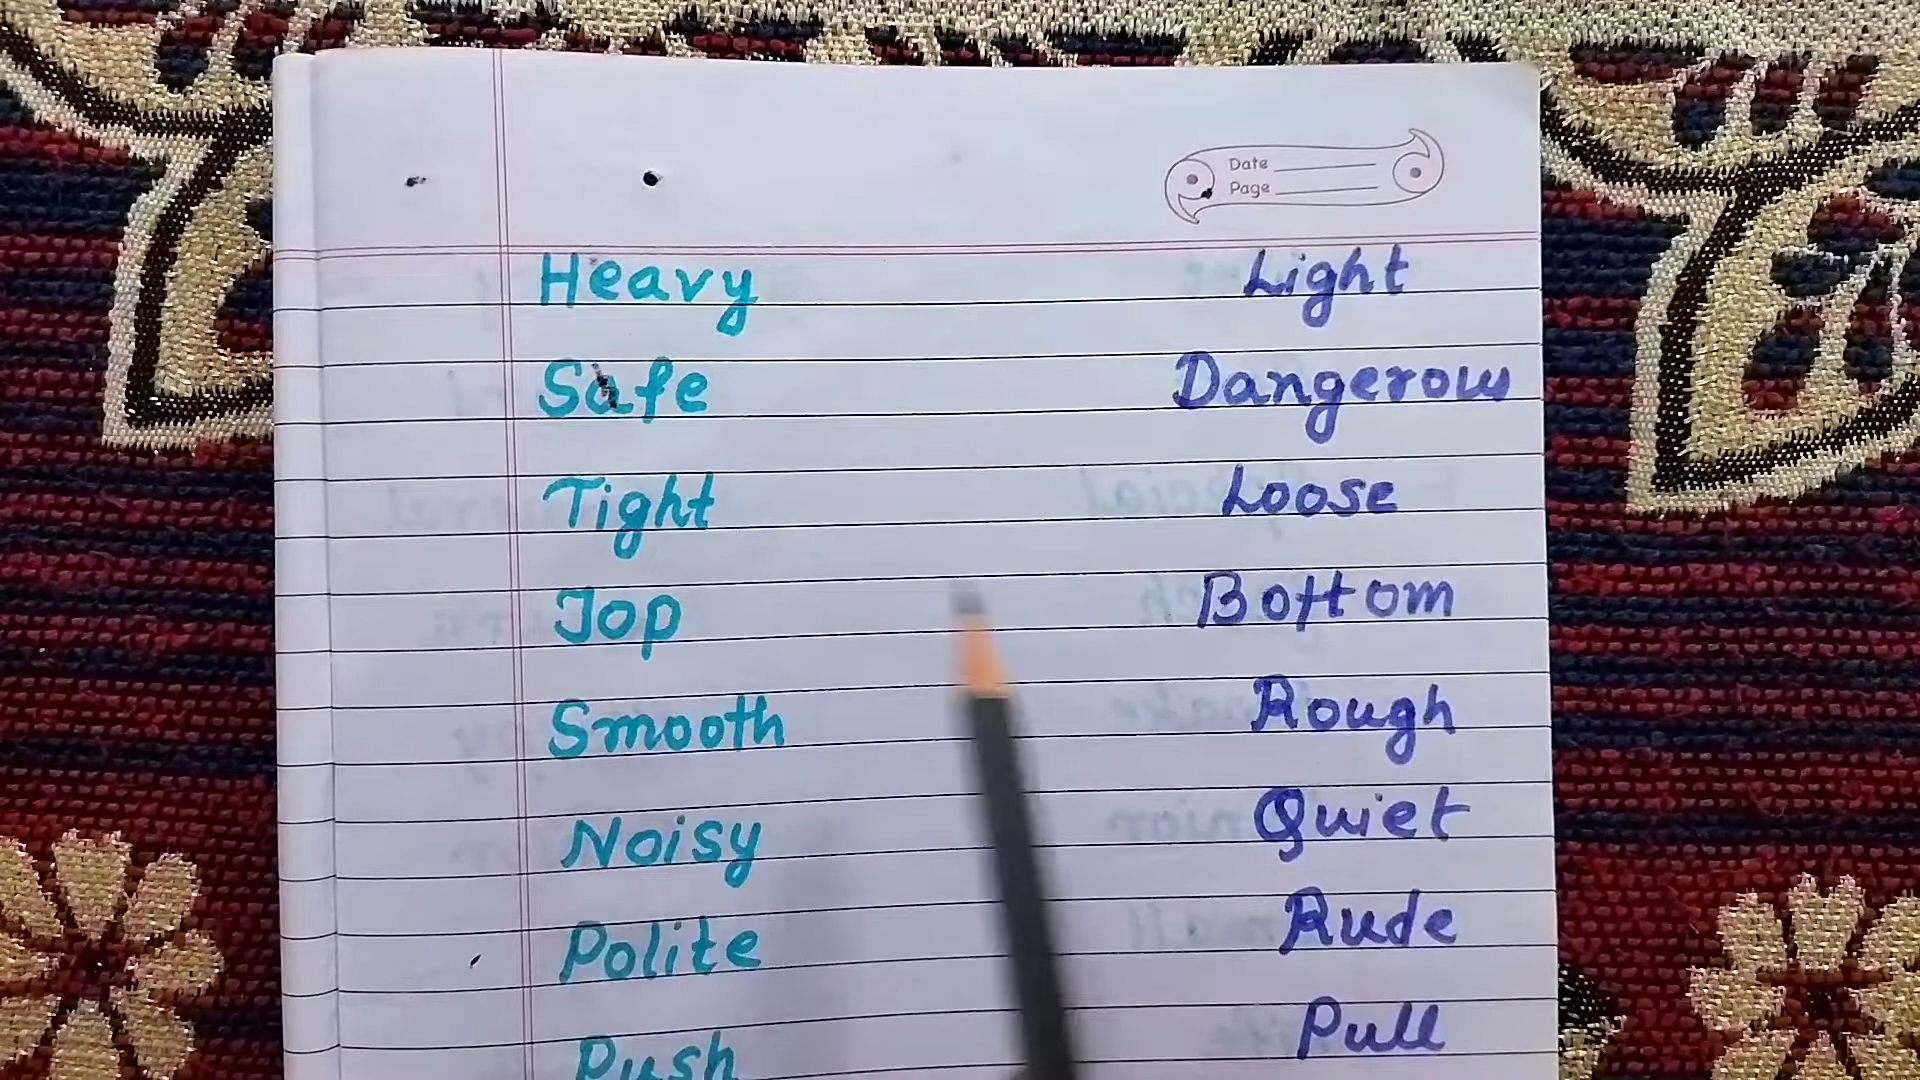 Date
Page
Heavy Light
Safe Dangerous
Tight Loose
Top Bottom
Smooth Rough
Noisy Quiet
Polite Rude
Push Pull